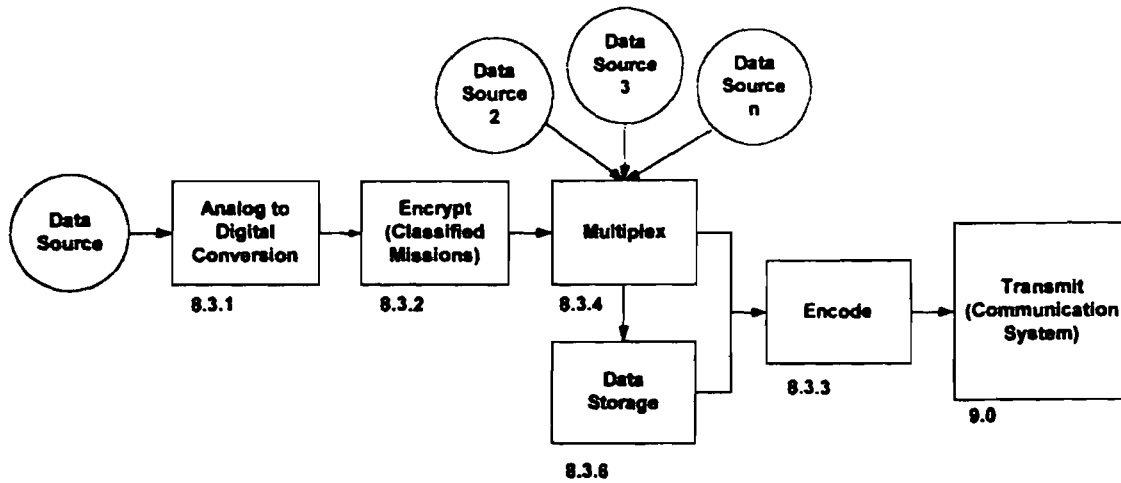 Data
Source
2
Data
Source
3
Data
Source
n
Data
Source
Analog to
Digital
Conversion
8.3.1
Encrypt
(Classified
Missions)
8.3.2
Multiplex
8.3.4
Data
Storage
8.3.6
Encode
8.3.3
Transmit
(Communication
System)
9.0